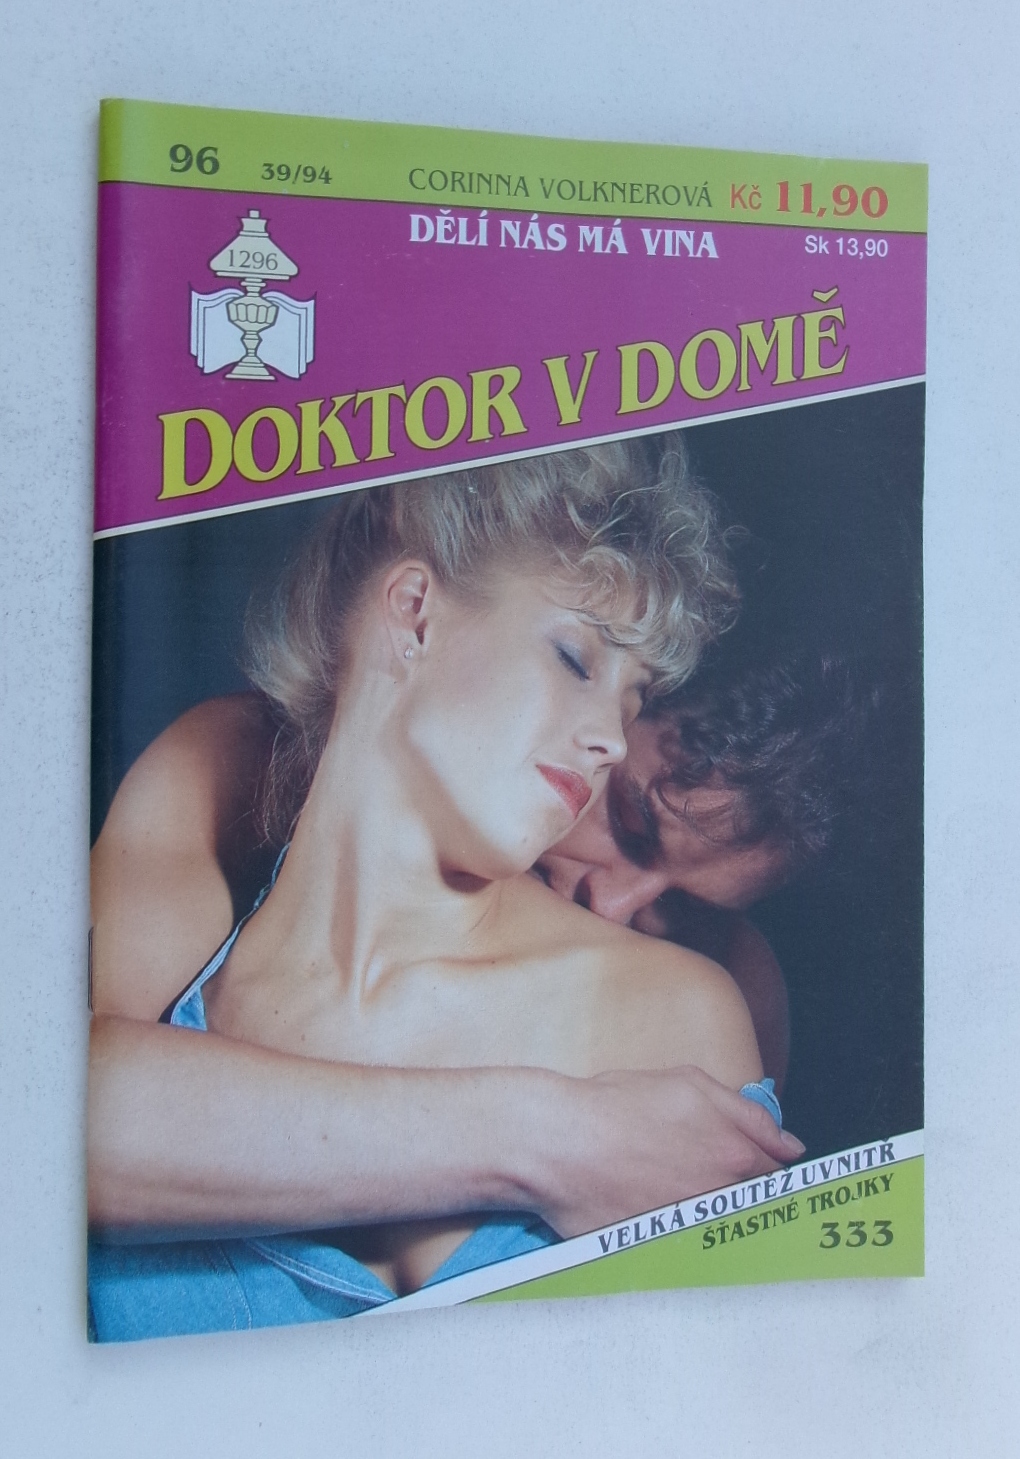 96 39/94 CORINNA VOLKNEROVÁ Kč 11,90
DĚLÍ NÁS MÁ VINA Sk 13,90
1296
DOKTOR V DOMĚ
VELKÁ SOUTĚŽ UVNITŘ
ŠŤASTNÉ TROJKY
333